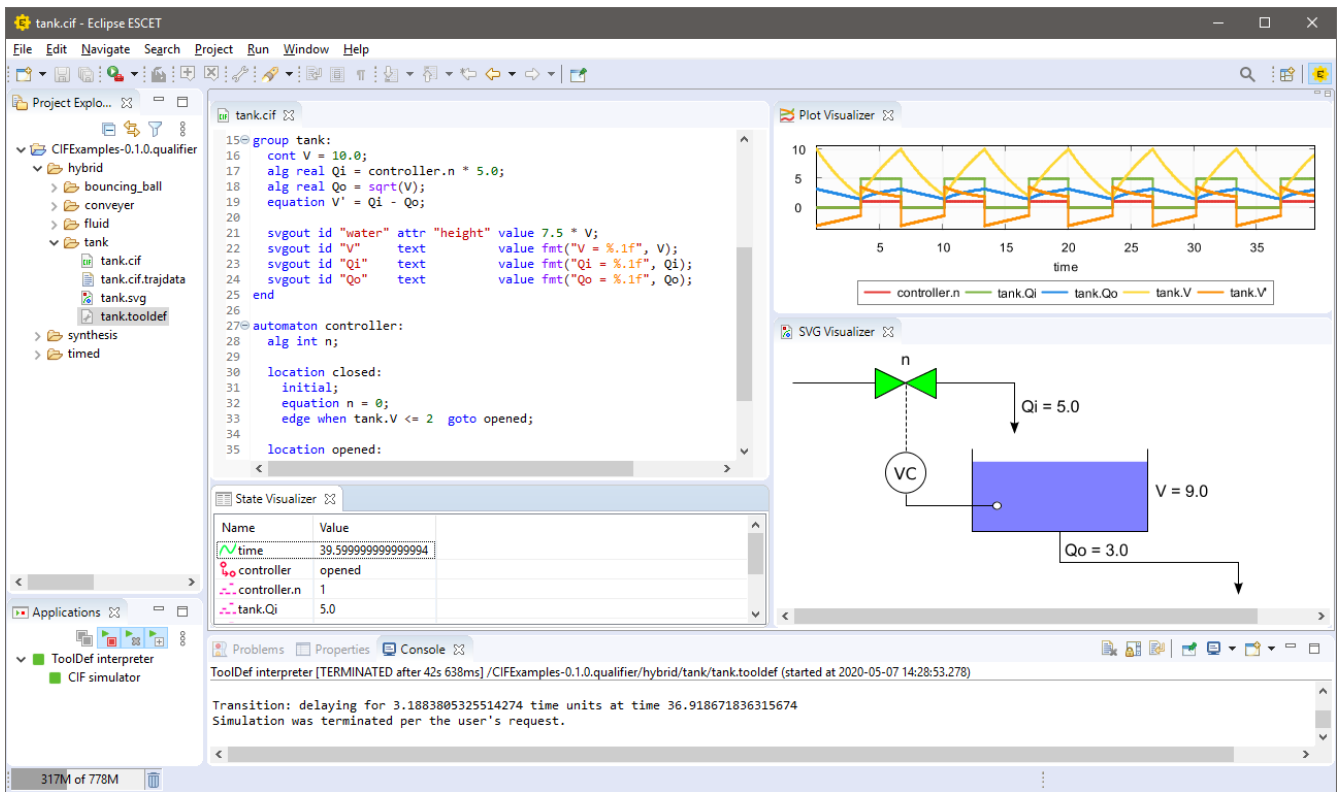 tank.cif - Eclipse ESCET
File Edit Navigate Search Project Run Window Help
Project Explo...
CIFExamples-0.1.0.qualifier
hybrid
bouncing_ball
conveyer
fluid
tank
tank.cif
tank.cif.trajdata
tank.svg
tank.tooldef
synthesis
timed
Applications
ToolDef interpreter
CIF simulator
317M of 778M
tank.cif
15 group tank:
16 cont V = 10.0;
17 alg real Qi = controller.n * 5.0;
18 alg real Qo = sqrt(V);
19 equation V' = Qi - Qo;
20
21 svgout id "water" attr "height" value 7.5 * V;
22 svgout id "V" text value fmt("V = %.1f", V);
23 svgout id "Qi" text value fmt("Qi = %.1f", Qi);
24 svgout id "Qo" text value fmt("Qo = %.1f", Qo);
25 end
26
27 automaton controller:
28 alg int n;
29
30 location closed:
31 initial;
32 equation n = 0;
33 edge when tank.V <= 2 goto opened;
34
35 location opened:
State Visualizer
Name Value
time 39.599999999999994
controller opened
controller.n 1
tank.Qi 5.0
Plot Visualizer
10
5
0
5 10 15 20 25 30 35
time
controller.n tank.Qi tank.Qo tank.V tank.V'
SVG Visualizer
n
Qi = 5.0
VC
V = 9.0
Qo = 3.0
Problems Properties Console
ToolDef interpreter [TERMINATED after 42s 638ms] /CIFExamples-0.1.0.qualifier/hybrid/tank/tank.tooldef (started at 2020-05-07 14:28:53.278)
Transition: delaying for 3.1883805325514274 time units at time 36.918671836315674
Simulation was terminated per the user's request.